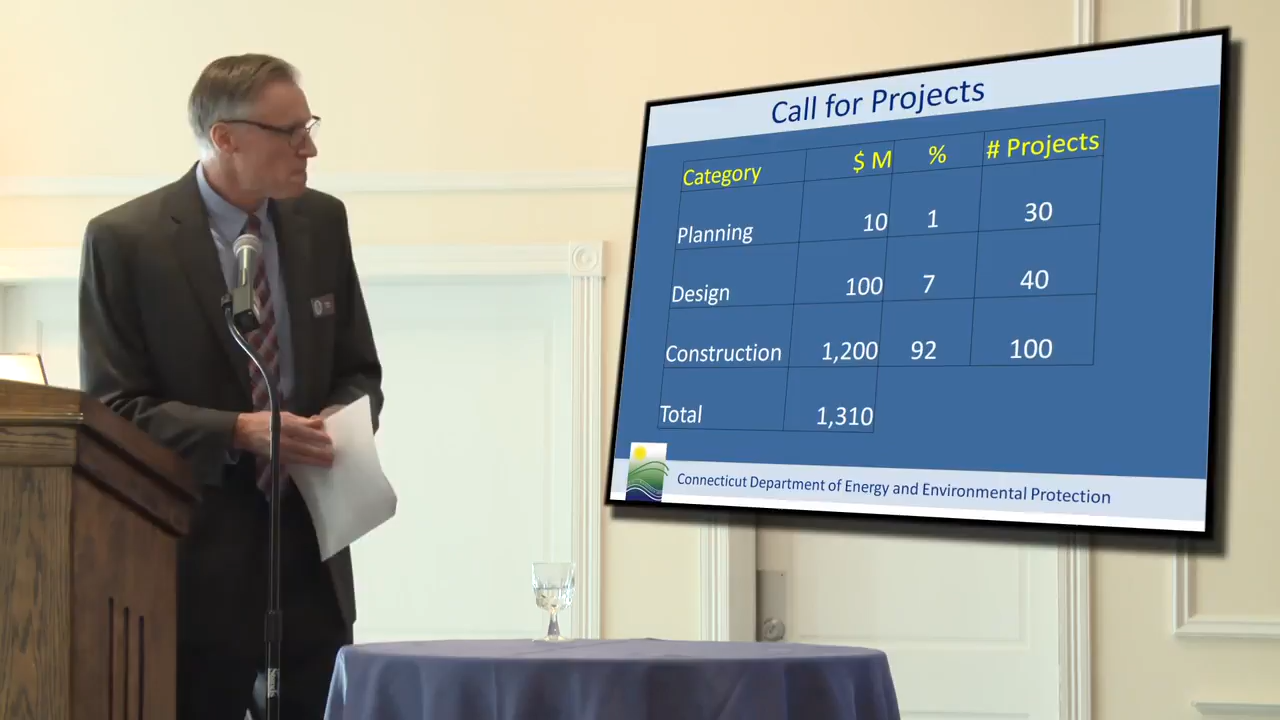 Call for Projects
Category $ M % # Projects
Planning 10 1 30
Design 100 7 40
Construction 1,200 92 100
Total 1,310
Connecticut Department of Energy and Environmental Protection